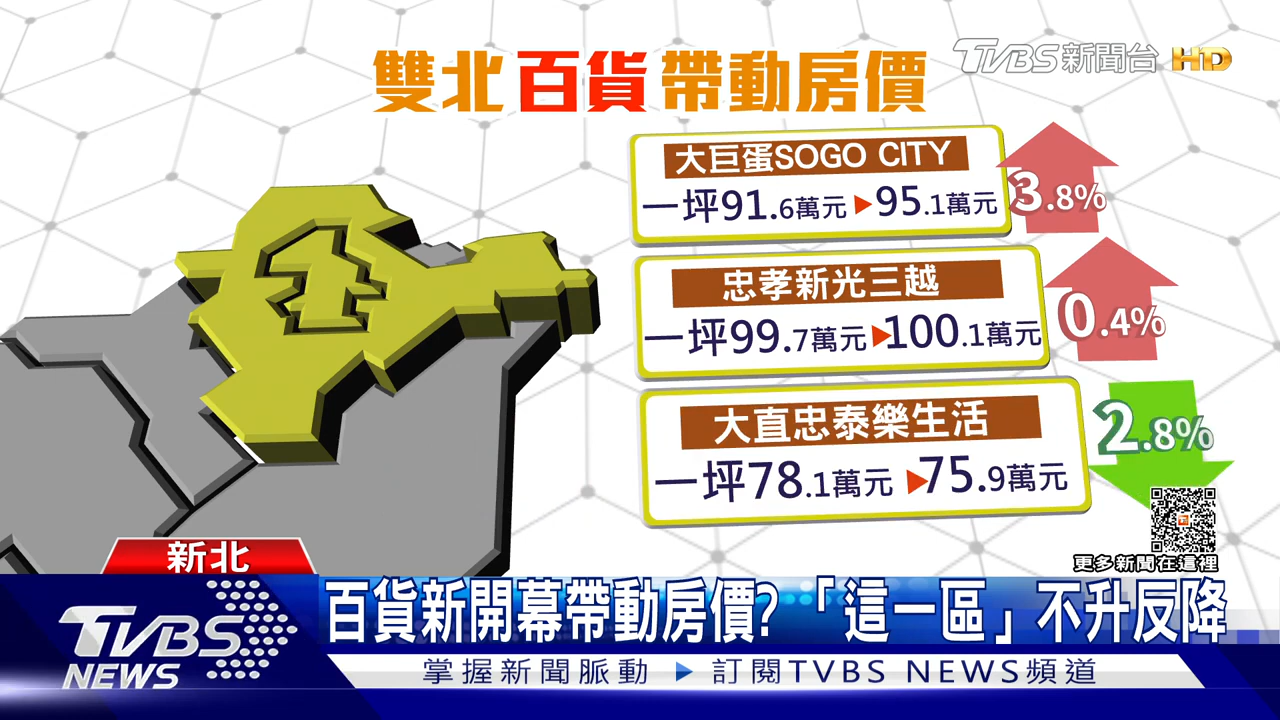 TVBS新聞台 HD
雙北百貨帶動房價
大巨蛋SOGO CITY
一坪91.6萬元▶95.1萬元
3.8%
忠孝新光三越
一坪99.7萬元▶100.1萬元
0.4%
大直忠泰樂生活
一坪78.1萬元▶75.9萬元
2.8%
更多新聞在這裡
新北
百貨新開幕帶動房價?「這一區」不升反降
TVBS
NEWS
掌握新聞脈動▶訂閱TVBS NEWS頻道